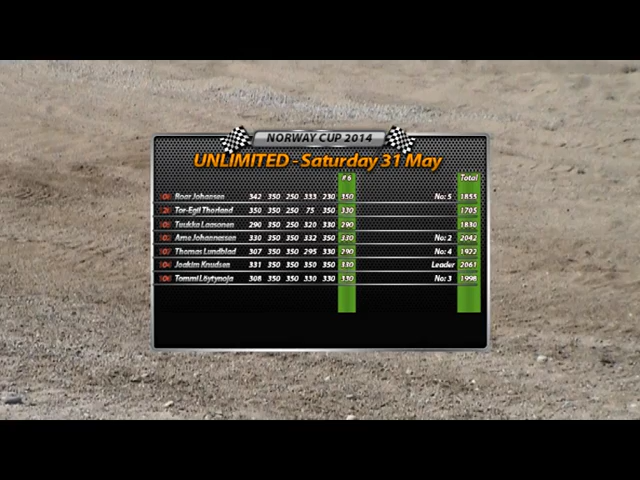 NORWAY CUP 2014
UNLIMITED - Saturday 31 May
#6 Total
Roar Johansen 342 350 250 333 230 350 No: 5 1855
Tor-Egil Therland 350 350 250 75 350 330 1705
Tuukka Laasonen 290 350 250 320 330 290 1830
Arne Johannessen 330 350 350 332 350 330 No: 2 2042
Thomas Lundblad 307 350 350 295 330 290 No: 4 1922
Joakim Knudsen 331 350 350 350 350 330 Leader 2061
Tommi Löytynoja 308 350 350 330 330 330 No: 3 1998